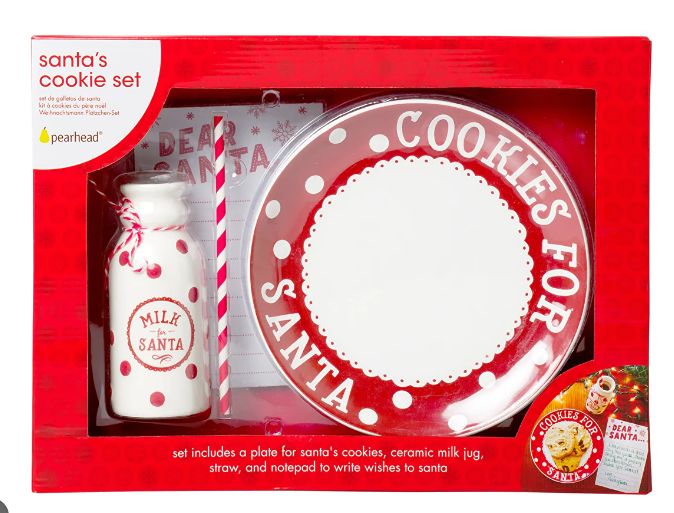 santa's
cookie set
set de galletas de santa
kit à cookies du père noël
Weihnachtsmann Plätzchen-Set
pearhead®
DEAR
SANTA
MILK
for
SANTA
COOKIES FOR
SANTA
set includes a plate for santa's cookies, ceramic milk jug,
straw, and notepad to write wishes to santa
COOKIES FOR
SANTA
DEAR
SANTA...